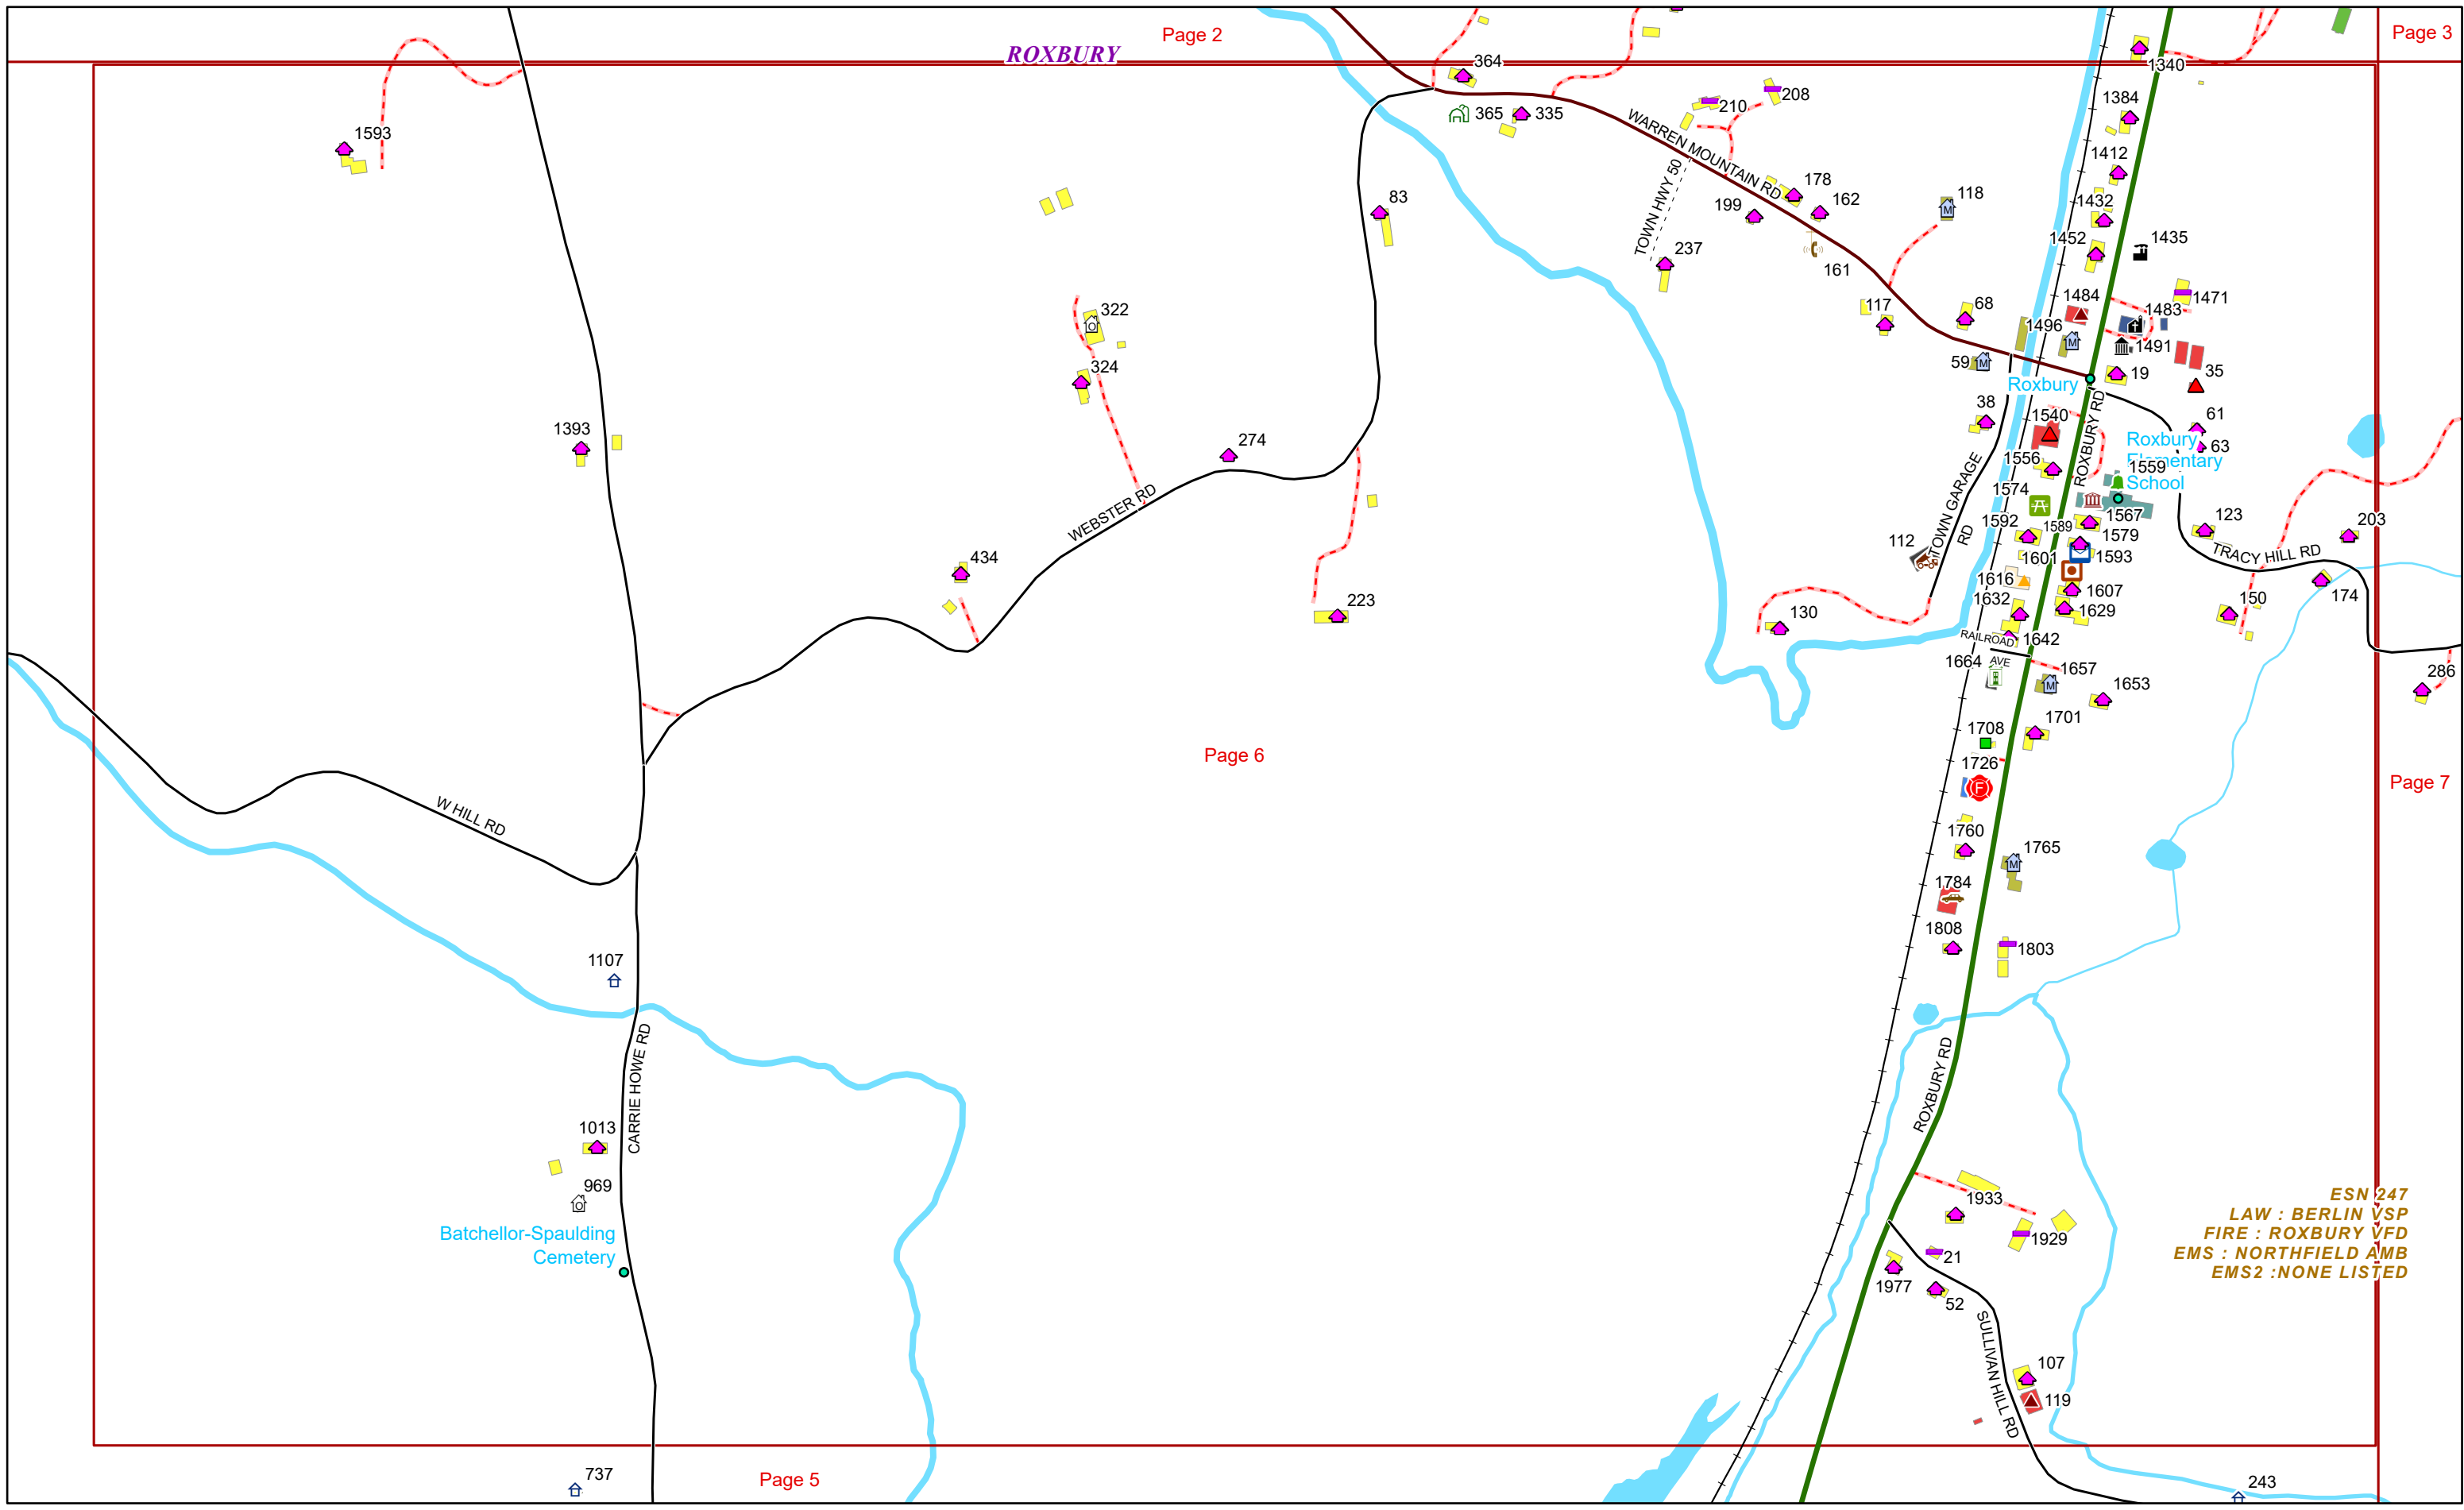 Page 2
Page 3
ROXBURY
364
1340
365
335
210
208
1384
1593
WARREN MOUNTAIN RD
1412
TOWN HWY 50
178
162
118
83
199
1432
237
161
1452
1435
322
117
68
1484
1471
1483
1496
1491
324
59
19
35
Roxbury
38
1540
ROXBURY RD
61
1393
274
Roxbury
63
Elementary
1556
1559
School
WEBSTER RD
TOWN GARAGE
RD
1574
1567
123
203
1592
1589
1579
TRACY HILL RD
112
1601
1593
434
1616
1607
150
174
223
130
1632
1629
RAILROAD
AVE
1642
1664
1657
286
1653
1701
1708
Page 6
1726
F
Page 7
W HILL RD
1760
1765
1784
1808
1803
1107
CARRIE HOWE RD
ROXBURY RD
1013
969
1933
ESN 247
LAW : BERLIN VSP
FIRE : ROXBURY VFD
EMS : NORTHFIELD AMB
EMS2 :NONE LISTED
Batchellor-Spaulding
Cemetery
1929
21
1977
52
SULLIVAN HILL RD
107
119
737
Page 5
243